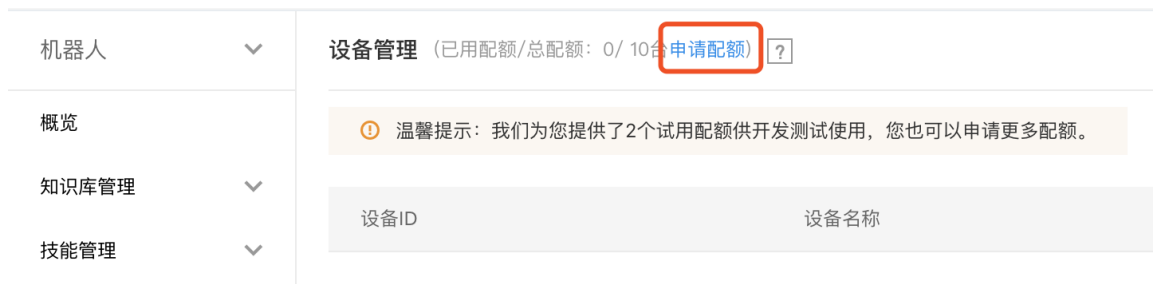 机器人
设备管理 (已用配额/总配额：0/ 10台申请配额) ?
温馨提示：我们为您提供了2个试用配额供开发测试使用，您也可以申请更多配额。
概览
知识库管理
设备ID 设备名称
技能管理